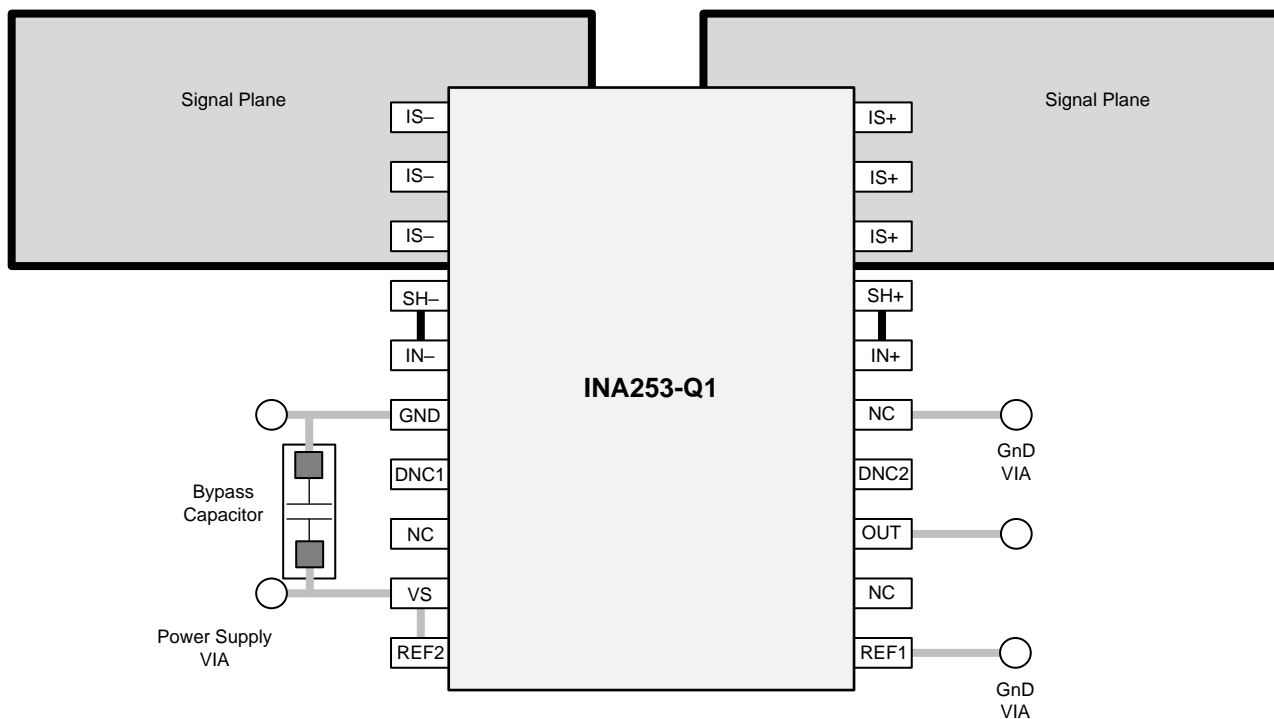 Signal Plane
Signal Plane
IS–
IS+
IS–
IS+
IS–
IS+
SH–
SH+
IN–
IN+
INA253-Q1
GND
NC
GnD
VIA
DNC1
DNC2
Bypass
Capacitor
NC
OUT
VS
NC
Power Supply
VIA
REF2
REF1
GnD
VIA